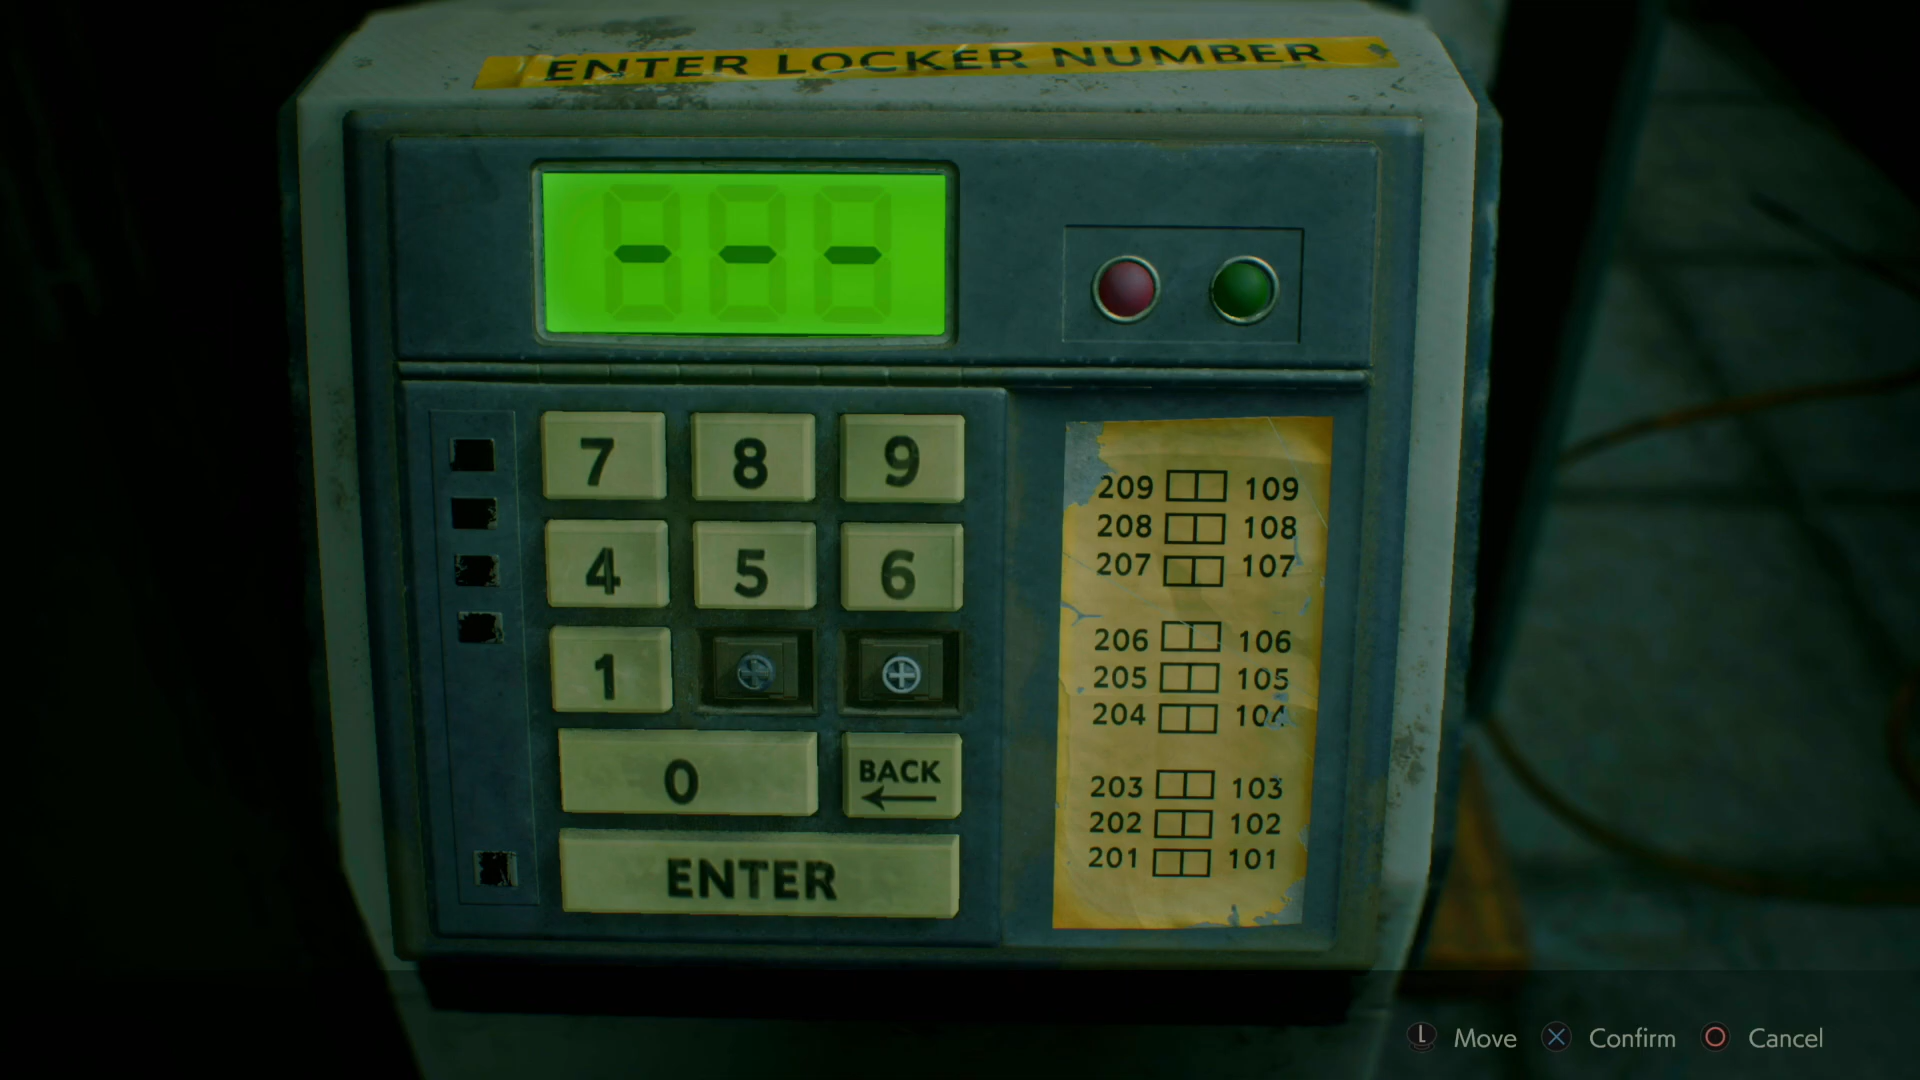 ENTER LOCKER NUMBER
7 8 9
4 5 6
1
0 BACK
ENTER
209 109
208 108
207 107
206 106
205 105
204 104
203 103
202 102
201 101
L Move Confirm Cancel